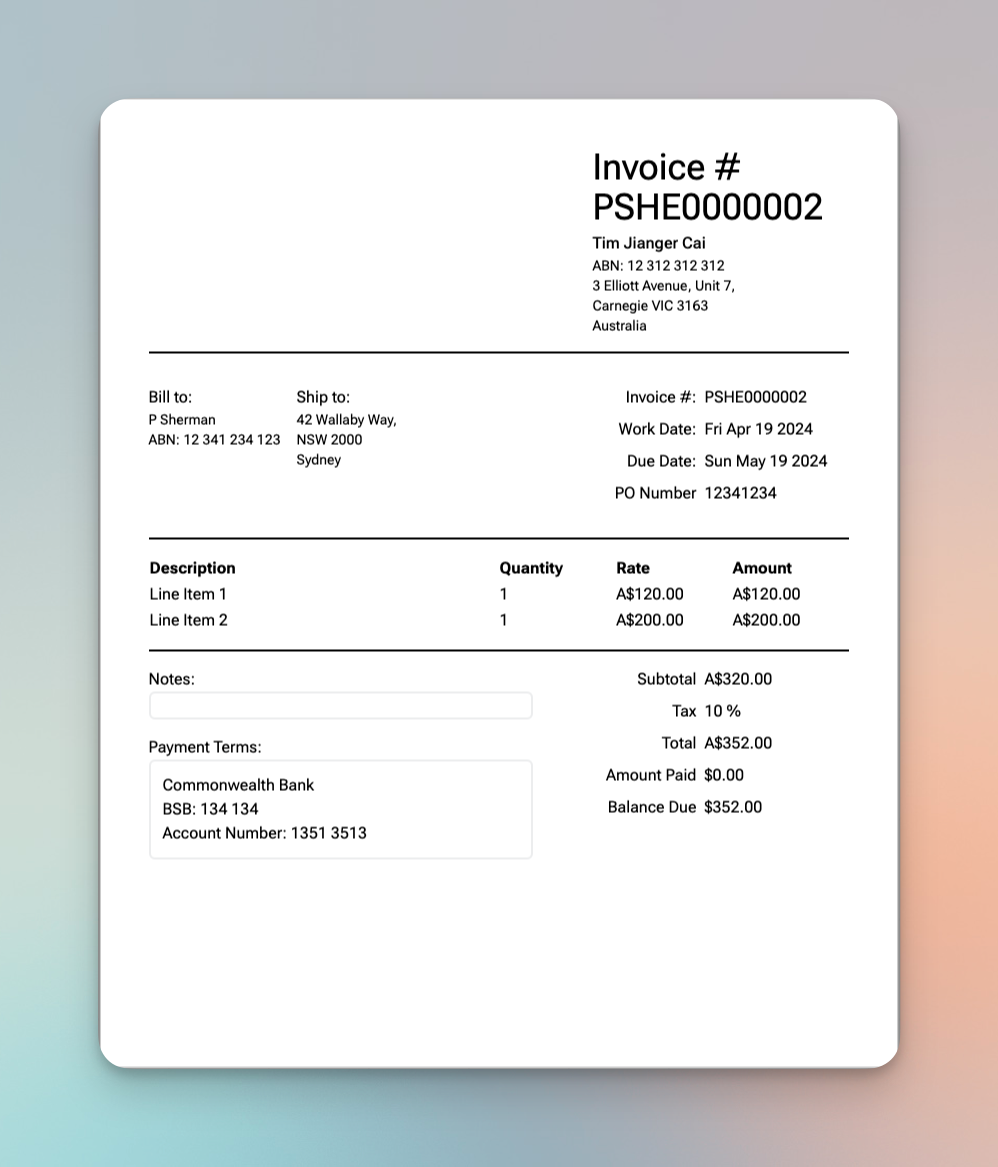 Invoice #
PSHE0000002
Tim Jianger Cai
ABN: 12 312 312 312
3 Elliott Avenue, Unit 7,
Carnegie VIC 3163
Australia
Bill to:
P Sherman
ABN: 12 341 234 123
Ship to:
42 Wallaby Way,
NSW 2000
Sydney
Invoice #: PSHE0000002
Work Date: Fri Apr 19 2024
Due Date: Sun May 19 2024
PO Number 12341234
Description Quantity Rate Amount
Line Item 1 1 A$120.00 A$120.00
Line Item 2 1 A$200.00 A$200.00
Notes:
Payment Terms:
Commonwealth Bank
BSB: 134 134
Account Number: 1351 3513
Subtotal A$320.00
Tax 10 %
Total A$352.00
Amount Paid $0.00
Balance Due $352.00